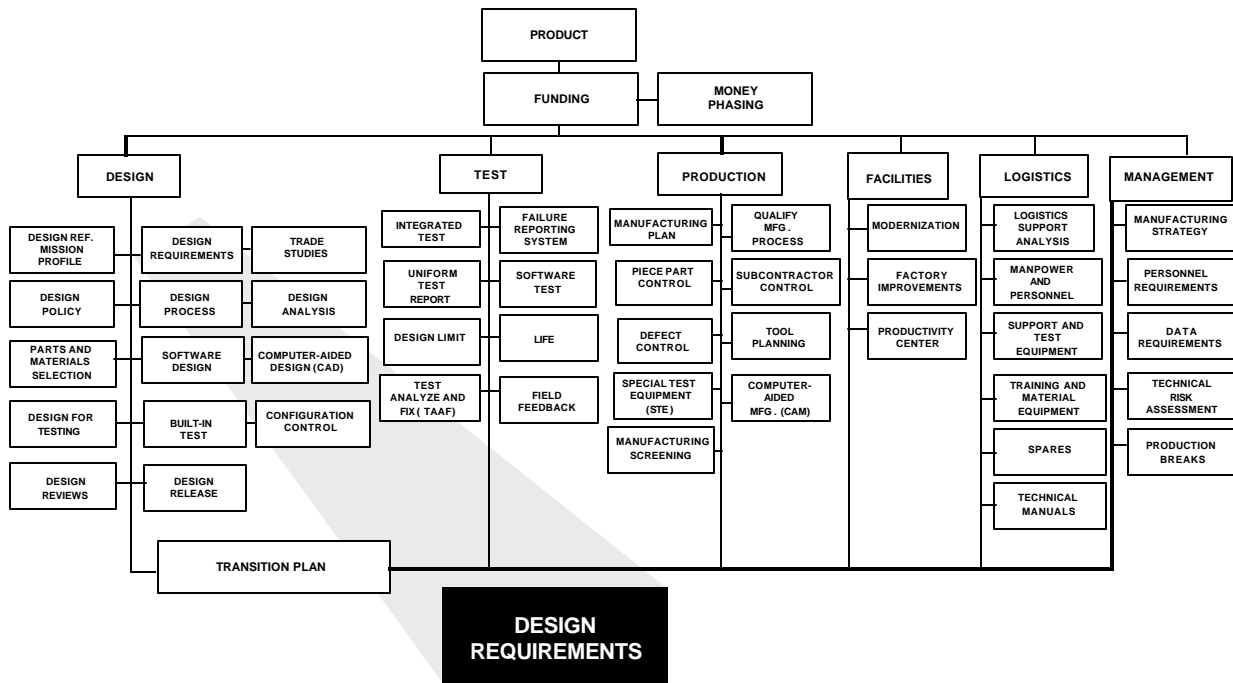 PRODUCT
FUNDING
MONEY
PHASING
DESIGN
TEST
PRODUCTION
FACILITIES
LOGISTICS
MANAGEMENT
DESIGN REF.
MISSION
PROFILE
DESIGN
REQUIREMENTS
TRADE
STUDIES
DESIGN
POLICY
DESIGN
PROCESS
DESIGN
ANALYSIS
PARTS AND
MATERIALS
SELECTION
SOFTWARE
DESIGN
COMPUTER-AIDED
DESIGN (CAD)
DESIGN FOR
TESTING
BUILT-IN
TEST
CONFIGURATION
CONTROL
DESIGN
REVIEWS
DESIGN
RELEASE
INTEGRATED
TEST
FAILURE
REPORTING
SYSTEM
UNIFORM
TEST
REPORT
SOFTWARE
TEST
DESIGN LIMIT
LIFE
TEST
ANALYZE AND
FIX ( TAAF)
FIELD
FEEDBACK
MANUFACTURING
PLAN
QUALIFY
MFG .
PROCESS
PIECE PART
CONTROL
SUBCONTRACTOR
CONTROL
DEFECT
CONTROL
TOOL
PLANNING
SPECIAL TEST
EQUIPMENT
(STE)
COMPUTER-
AIDED
MFG . (CAM)
MANUFACTURING
SCREENING
MODERNIZATION
FACTORY
IMPROVEMENTS
PRODUCTIVITY
CENTER
LOGISTICS
SUPPORT
ANALYSIS
MANPOWER
AND
PERSONNEL
SUPPORT AND
TEST
EQUIPMENT
TRAINING AND
MATERIAL
EQUIPMENT
SPARES
TECHNICAL
MANUALS
MANUFACTURING
STRATEGY
PERSONNEL
REQUIREMENTS
DATA
REQUIREMENTS
TECHNICAL
RISK
ASSESSMENT
PRODUCTION
BREAKS
TRANSITION PLAN
DESIGN
REQUIREMENTS